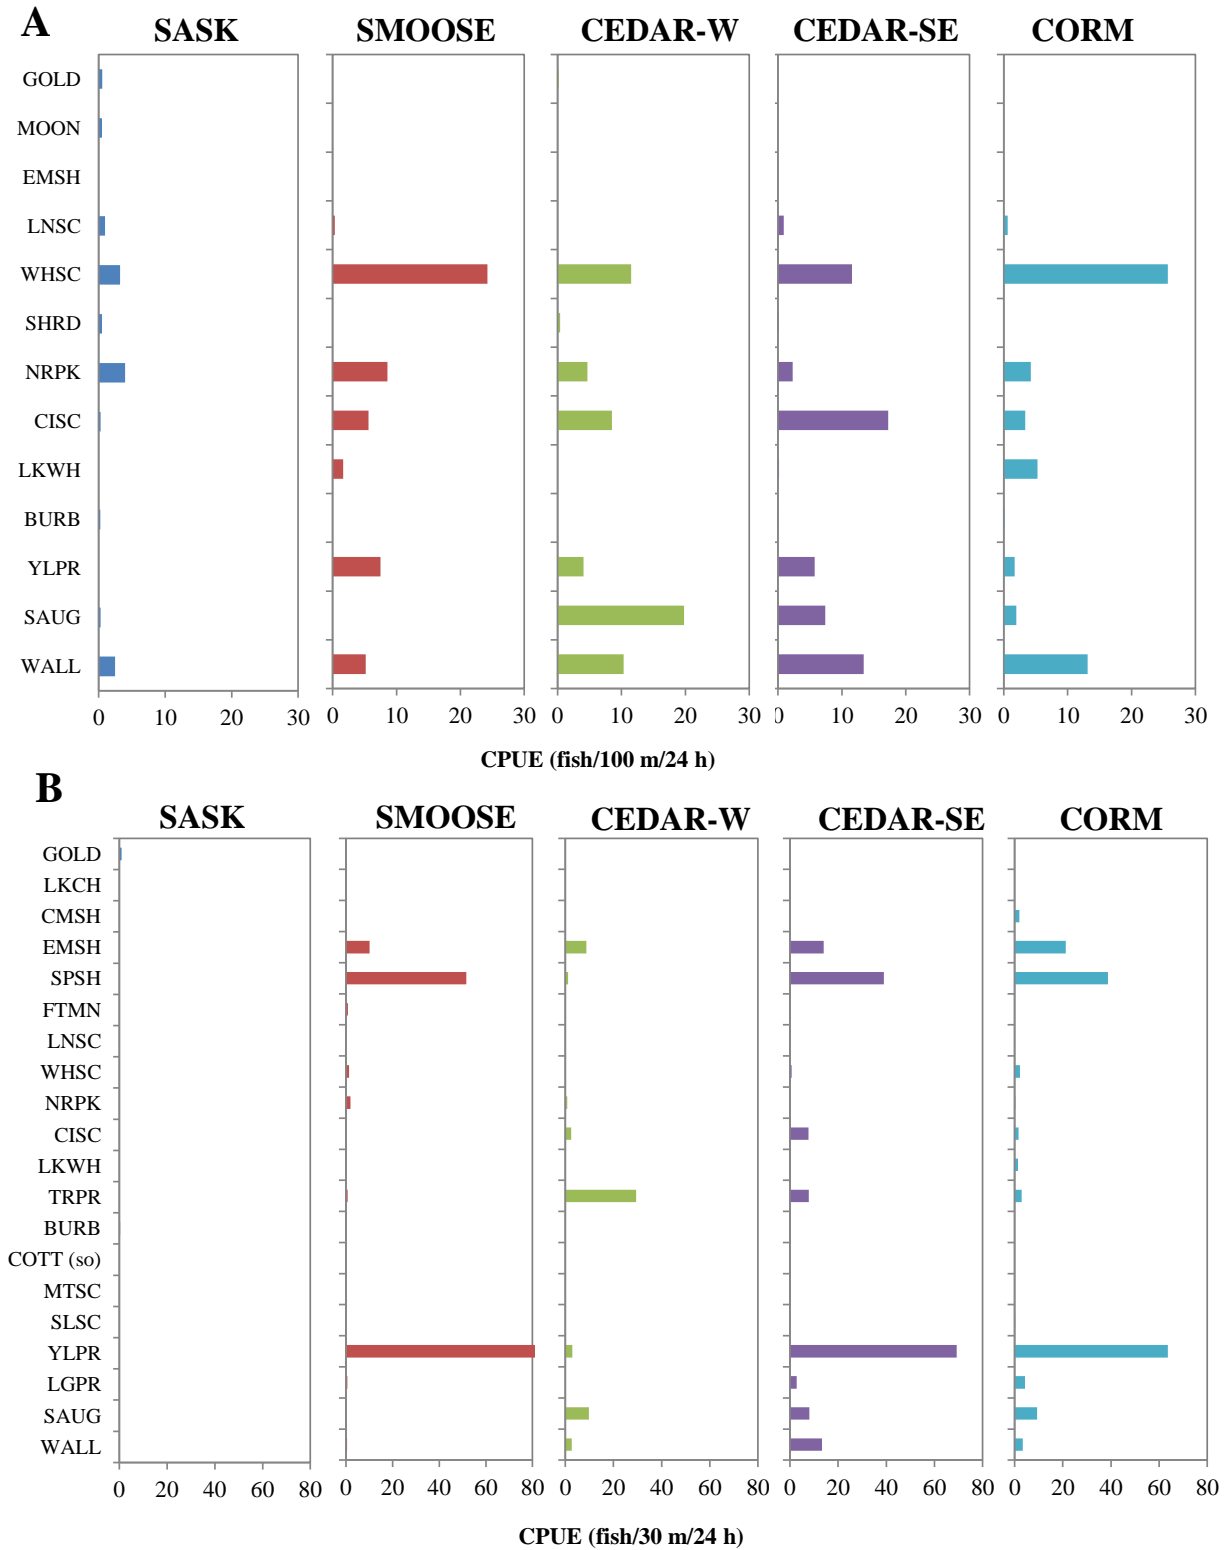 A
SASK SMOOSE CEDAR-W CEDAR-SE CORM
GOLD
MOON
EMSH
LNSC
WHSC
SHRD
NRPK
CISC
LKWH
BURB
YLPR
SAUG
WALL
0 10 20 30 0 10 20 30 0 10 20 30 0 10 20 30 0 10 20 30
CPUE (fish/100 m/24 h)
B
SASK SMOOSE CEDAR-W CEDAR-SE CORM
GOLD
LKCH
CMSH
EMSH
SPSH
FTMN
LNSC
WHSC
NRPK
CISC
LKWH
TRPR
BURB
COTT (so)
MTSC
SLSC
YLPR
LGPR
SAUG
WALL
0 20 40 60 80 0 20 40 60 80 0 20 40 60 80 0 20 40 60 80 0 20 40 60 80
CPUE (fish/30 m/24 h)